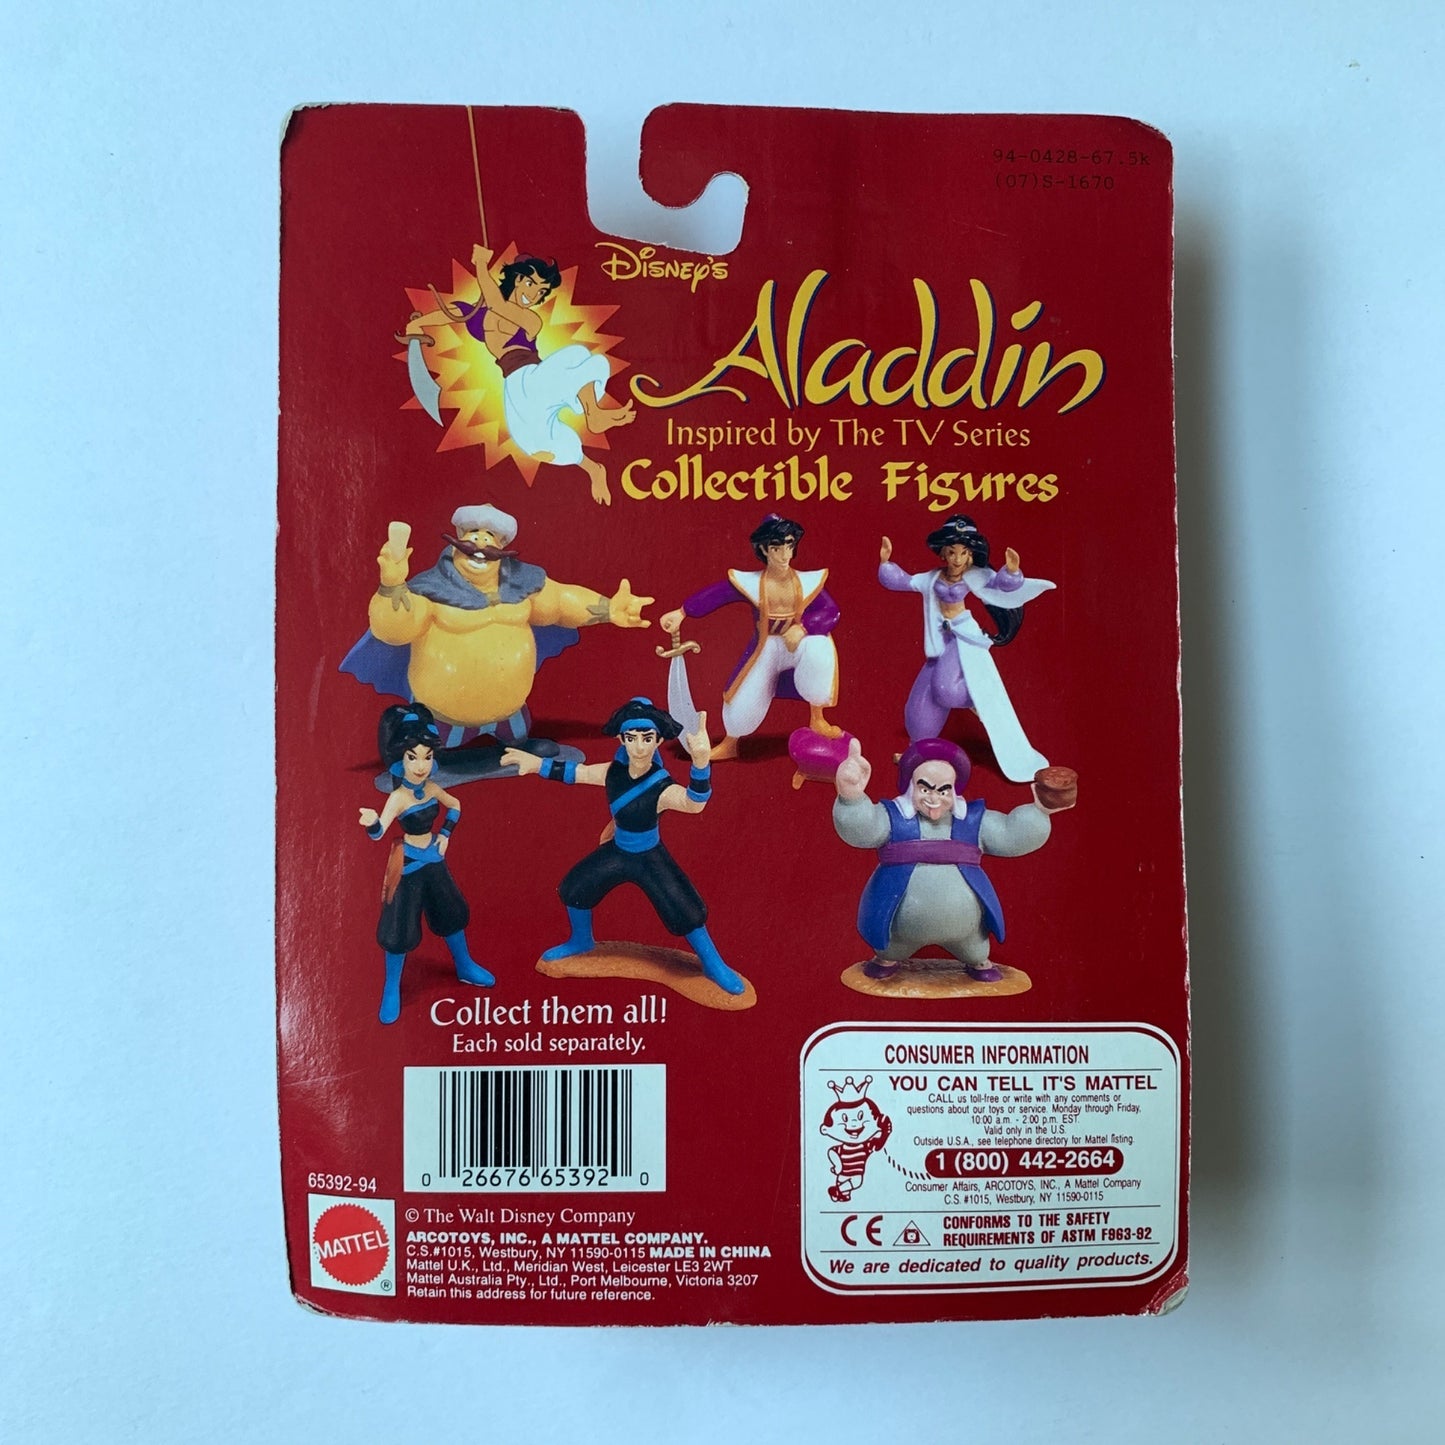 94-0428-67.5k
(07)S-1670
Disney's
Aladdin
Inspired by The TV Series
Collectible Figures
Collect them all!
Each sold separately.
0 26676 65392 0
65392-94
MATTEL
®
© The Walt Disney Company
ARCOTOYS, INC., A MATTEL COMPANY.
C.S.#1015, Westbury, NY 11590-0115 MADE IN CHINA
Mattel U.K., Ltd., Meridian West, Leicester LE3 2WT
Mattel Australia Pty., Ltd., Port Melbourne, Victoria 3207
Retain this address for future reference.
CONSUMER INFORMATION
YOU CAN TELL IT'S MATTEL
CALL us toll-free or write with any comments or
questions about our toys or service. Monday through Friday,
10:00 a.m. - 2:00 p.m. EST.
Valid only in the U.S.
Outside U.S.A., see telephone directory for Mattel listing.
1 (800) 442-2664
Consumer Affairs, ARCOTOYS, INC., A Mattel Company
C.S. #1015, Westbury, NY 11590-0115
CE
CONFORMS TO THE SAFETY
REQUIREMENTS OF ASTM F963-92
We are dedicated to quality products.